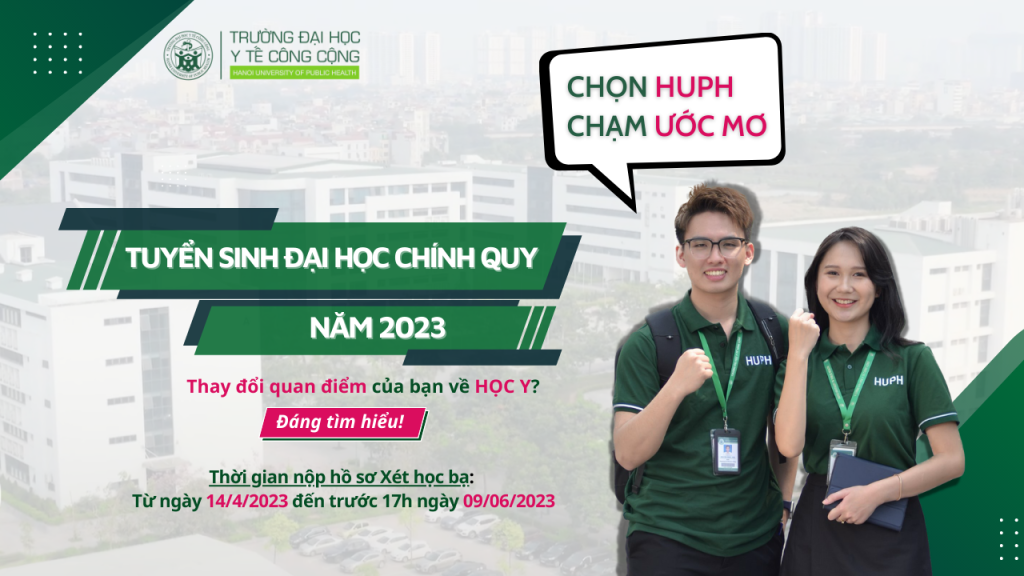 TRƯỜNG ĐẠI HỌC
Y TẾ CÔNG CỘNG
HANOI UNIVERSITY OF PUBLIC HEALTH
CHỌN HUPH
CHẠM ƯỚC MƠ
TUYỂN SINH ĐẠI HỌC CHÍNH QUY
NĂM 2023
Thay đổi quan điểm của bạn về HỌC Y?
Đáng tìm hiểu!
Thời gian nộp hồ sơ Xét học bạ:
Từ ngày 14/4/2023 đến trước 17h ngày 09/06/2023
HUPH
HUPH